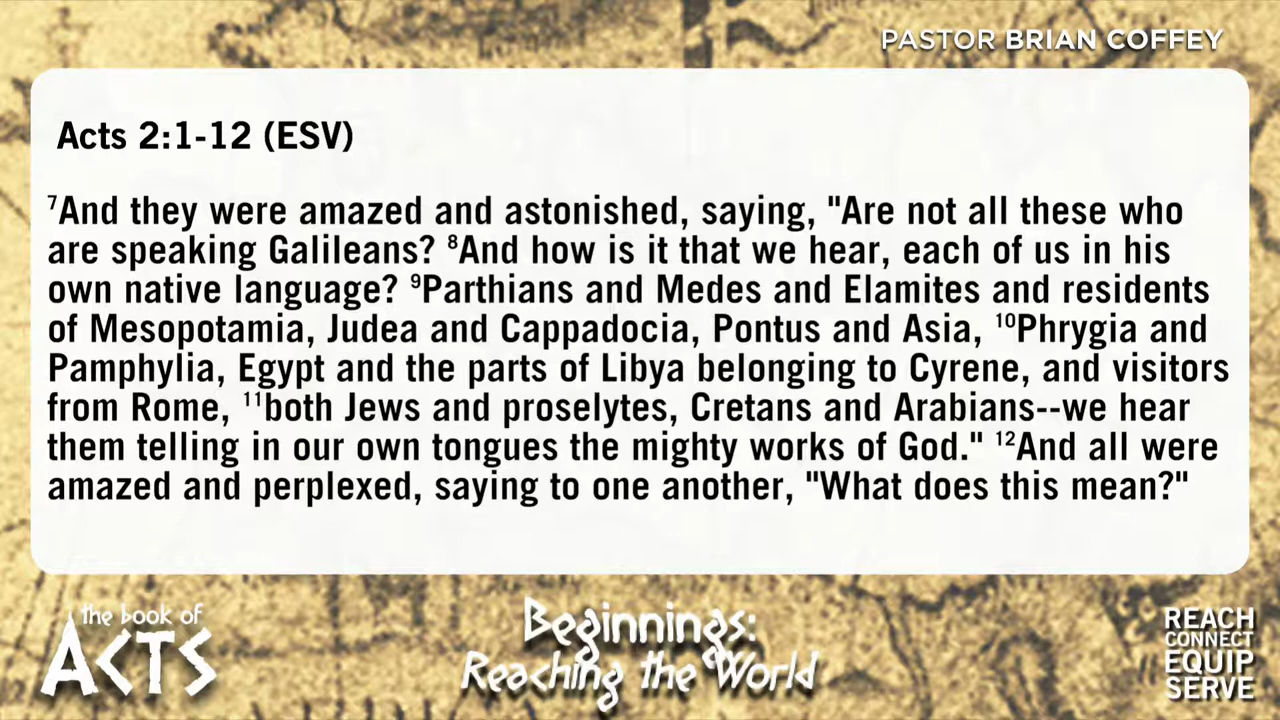 PASTOR BRIAN COFFEY
Acts 2:1-12 (ESV)
⁷And they were amazed and astonished, saying, "Are not all these who
are speaking Galileans? ⁸And how is it that we hear, each of us in his
own native language? ⁹Parthians and Medes and Elamites and residents
of Mesopotamia, Judea and Cappadocia, Pontus and Asia, ¹⁰Phrygia and
Pamphylia, Egypt and the parts of Libya belonging to Cyrene, and visitors
from Rome, ¹¹both Jews and proselytes, Cretans and Arabians--we hear
them telling in our own tongues the mighty works of God." ¹²And all were
amazed and perplexed, saying to one another, "What does this mean?"
the book of
ACTS
Beginnings:
Reaching the World
REACH
CONNECT
EQUIP
SERVE